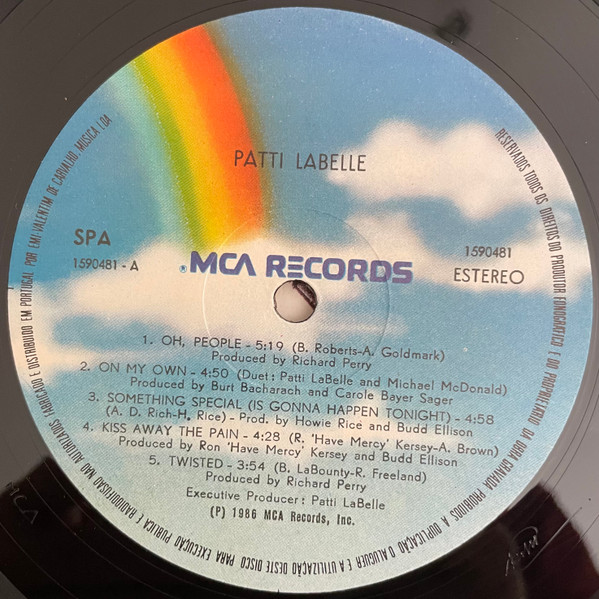 PATTI LABELLE
SPA
1590481 - A
® MCA RECORDS
1590481
ESTEREO
1. OH, PEOPLE - 5:19 (B. Roberts-A. Goldmark)
Produced by Richard Perry
2. ON MY OWN - 4:50 (Duet: Patti LaBelle and Michael McDonald)
Produced by Burt Bacharach and Carole Bayer Sager
3. SOMETHING SPECIAL (IS GONNA HAPPEN TONIGHT) - 4:58
(A. D. Rich-H. Rice) - Prod. by Howie Rice and Budd Ellison
4. KISS AWAY THE PAIN - 4:28 (R. 'Have Mercy' Kersey-A. Brown)
Produced by Ron 'Have Mercy' Kersey and Budd Ellison
5. TWISTED - 3:54 (B. LaBounty-R. Freeland)
Produced by Richard Perry
Executive Producer: Patti LaBelle
(P) 1986 MCA Records, Inc.
FABRICADO E DISTRIBUIDO EM PORTUGAL POR EMI-VALENTIM DE CARVALHO, MUSICA LDA
RESERVADOS TODOS OS DIREITOS DO PRODUTOR FONOGRÁFICO E DO PROPRIETARIO DA OBRA GRAVADA PROIBIDOS A DUPLICAÇÃO O ALUGUER E A UTILIZAÇÃO DESTE DISCO PARA EXECUÇÃO PUBLICA E RADIODIFUSÃO NÃO AUTORIZADOS